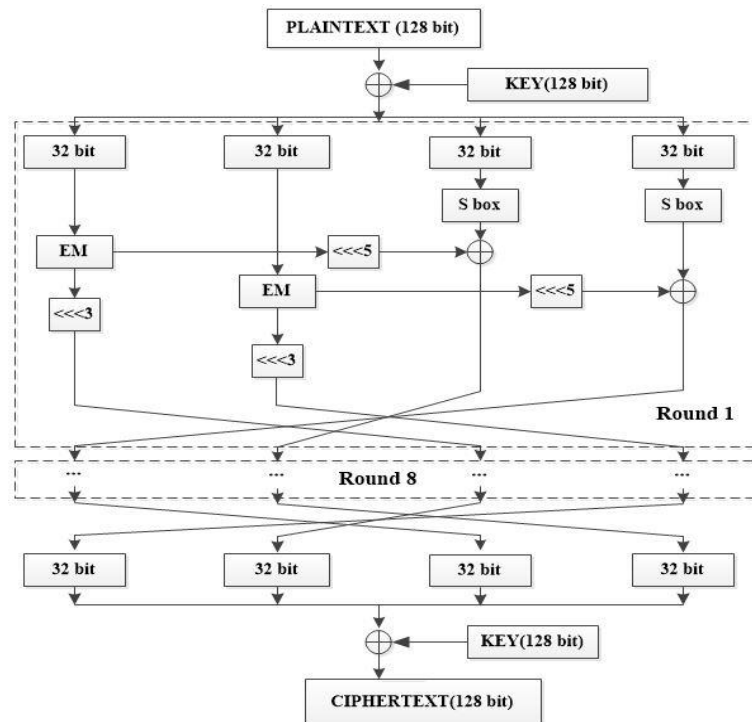 PLAINTEXT (128 bit)
KEY(128 bit)
32 bit
32 bit
32 bit
32 bit
S box
S box
EM
<<<5
EM
<<<5
<<<3
<<<3
Round 1
...
...
...
...
Round 8
32 bit
32 bit
32 bit
32 bit
KEY(128 bit)
CIPHERTEXT(128 bit)